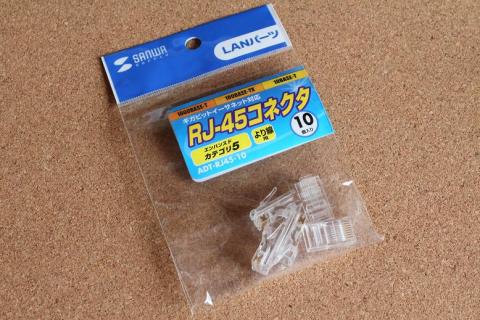 SANWA
SUPPLY
LANパーツ
1000BASE-T
100BASE-TX
10BASE-T
ギガビットイーサネット対応
RJ-45コネクタ
10
個入り
エンハンスド
カテゴリ5
より線
用
ADT-RJ45-10